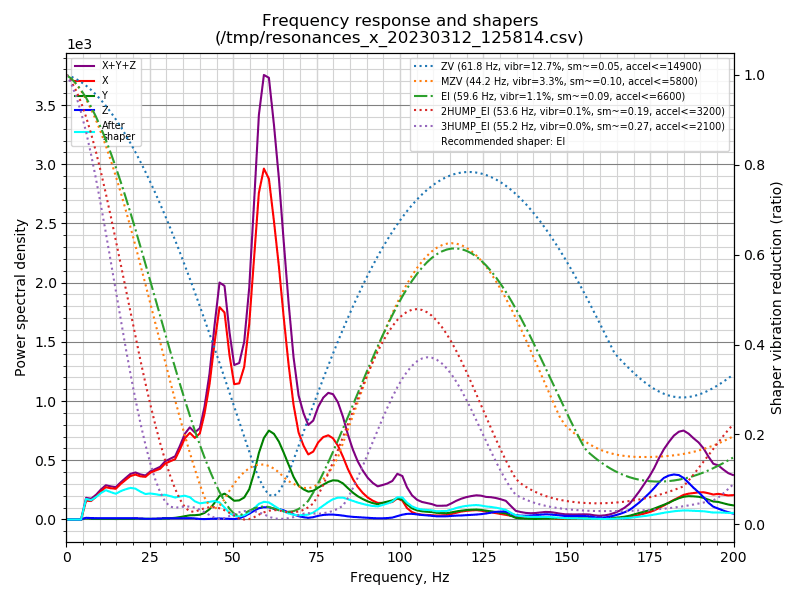 Frequency response and shapers
(/tmp/resonances_x_20230312_125814.csv)
1e3
X+Y+Z
X
Y
Z
After
shaper
ZV (61.8 Hz, vibr=12.7%, sm~=0.05, accel<=14900)
MZV (44.2 Hz, vibr=3.3%, sm~=0.10, accel<=5800)
EI (59.6 Hz, vibr=1.1%, sm~=0.09, accel<=6600)
2HUMP_EI (53.6 Hz, vibr=0.1%, sm~=0.19, accel<=3200)
3HUMP_EI (55.2 Hz, vibr=0.0%, sm~=0.27, accel<=2100)
Recommended shaper: EI
Power spectral density
3.5
3.0
2.5
2.0
1.5
1.0
0.5
0.0
1.0
0.8
0.6
0.4
0.2
0.0
Shaper vibration reduction (ratio)
0 25 50 75 100 125 150 175 200
Frequency, Hz